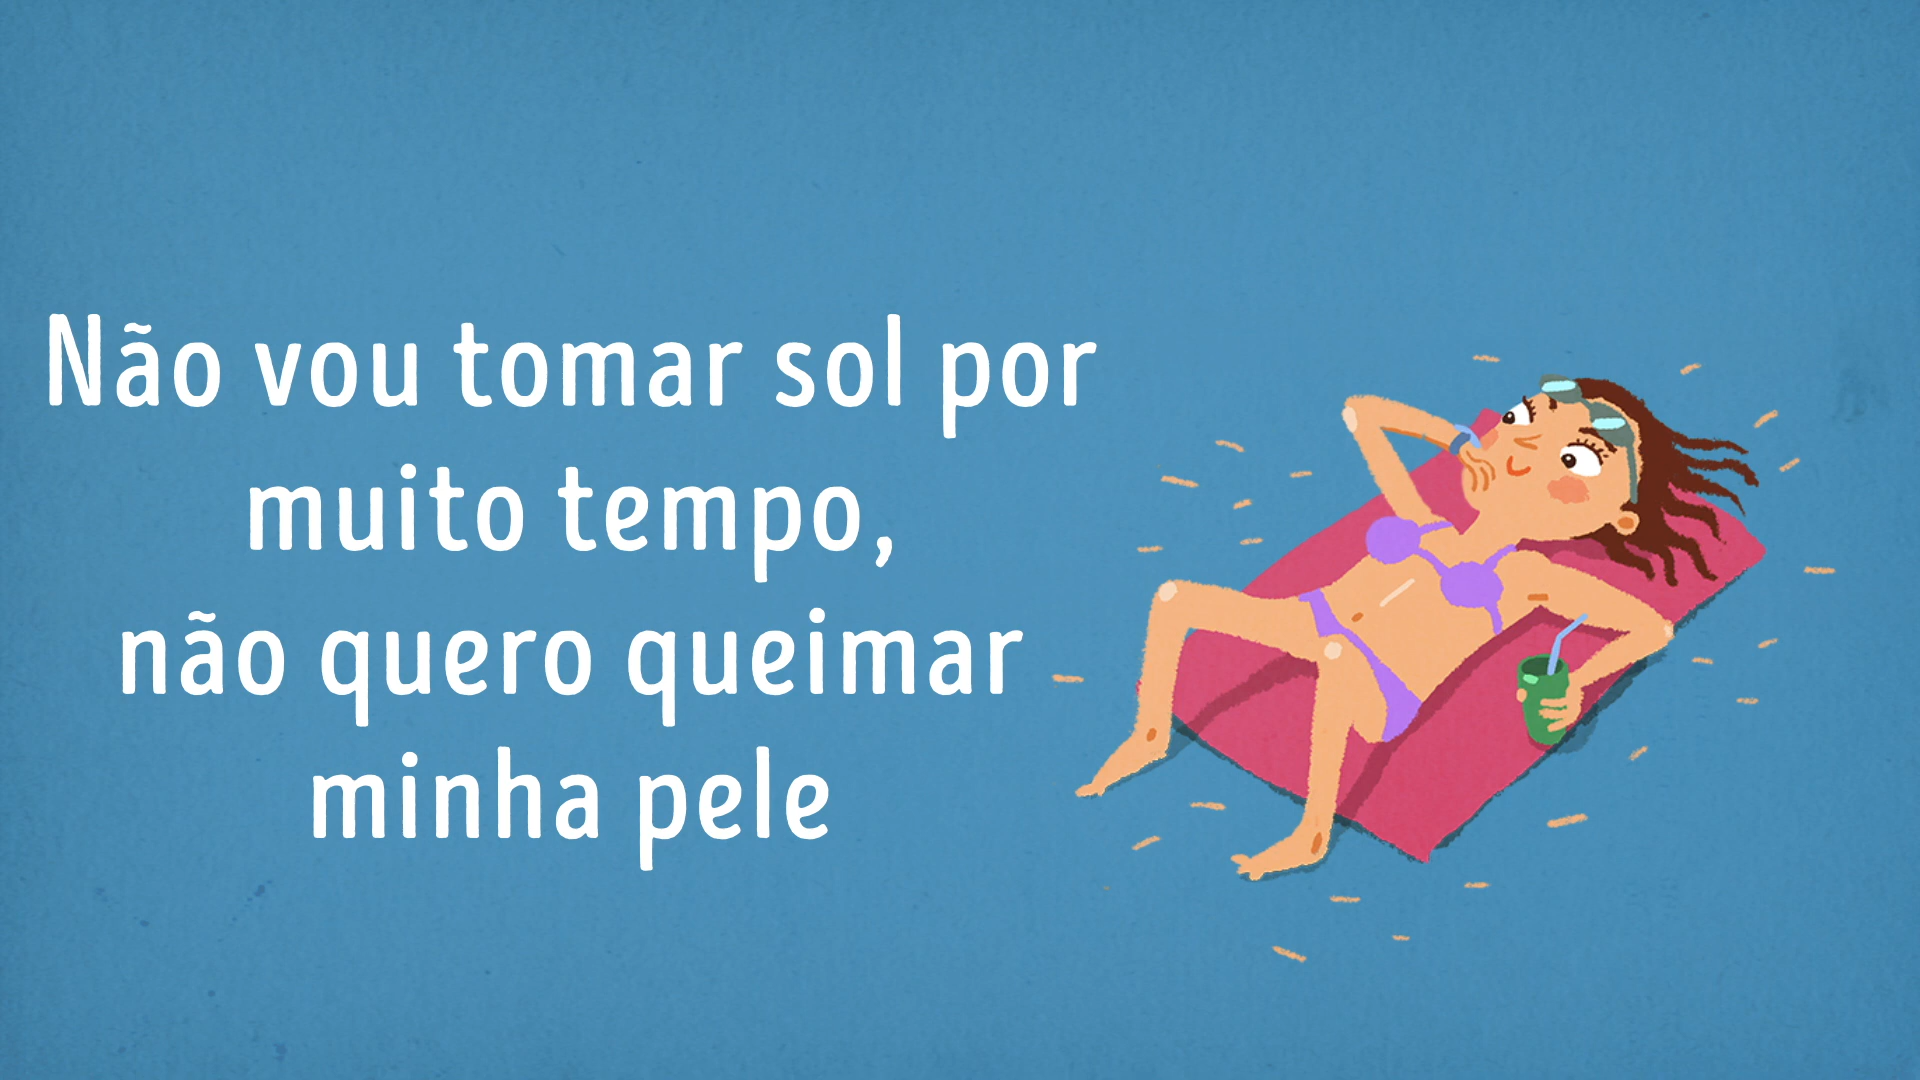 Não vou tomar sol por
muito tempo,
não quero queimar
minha pele